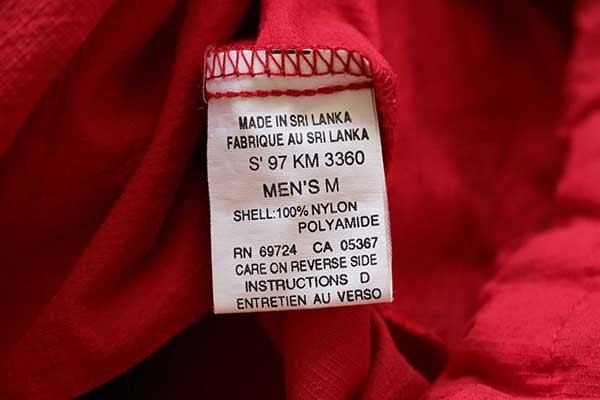 MADE IN SRI LANKA
FABRIQUE AU SRI LANKA
S' 97 KM 3360
MEN'S M
SHELL:100% NYLON
POLYAMIDE
RN 69724 CA 05367
CARE ON REVERSE SIDE
INSTRUCTIONS D
ENTRETIEN AU VERSO